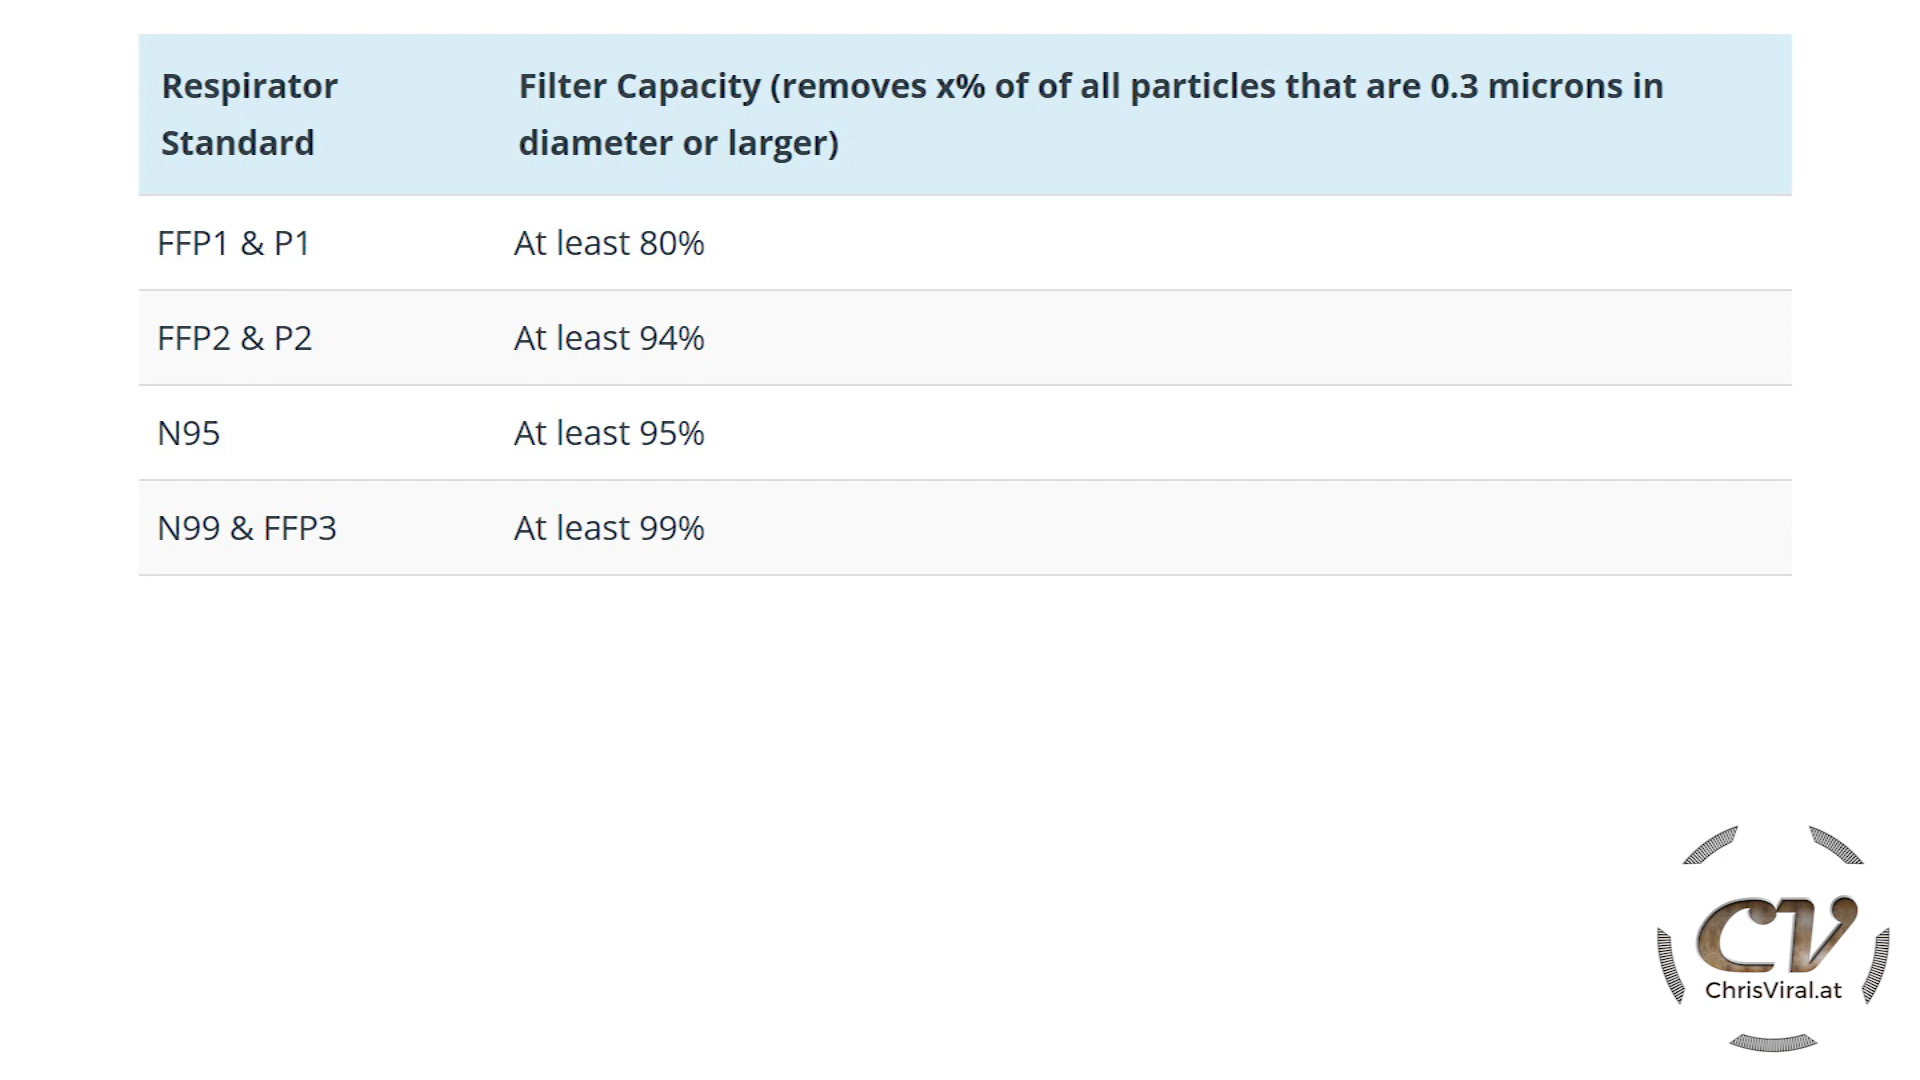 Respirator Standard
Filter Capacity (removes x% of of all particles that are 0.3 microns in diameter or larger)
FFP1 & P1 At least 80%
FFP2 & P2 At least 94%
N95 At least 95%
N99 & FFP3 At least 99%
CV
ChrisViral.at